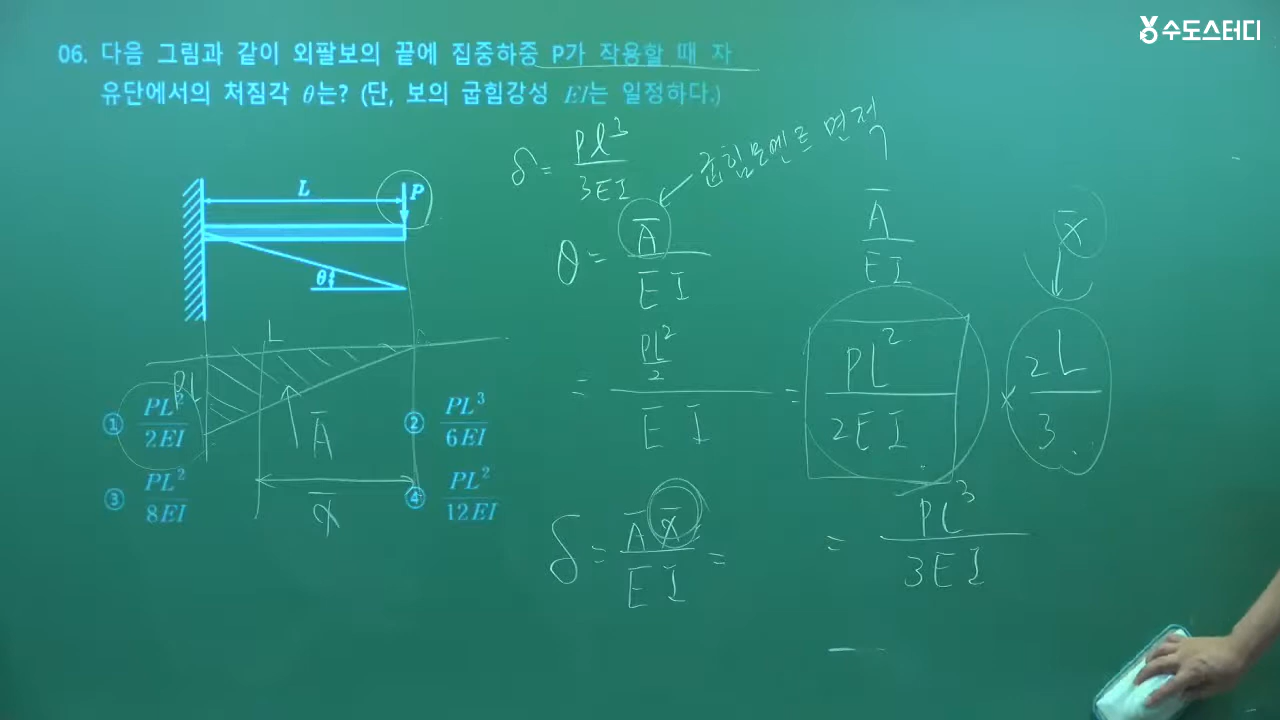 수도스터디
06. 다음 그림과 같이 외팔보의 끝에 집중하중 P가 작용할 때 자
유단에서의 처짐각 θ는? (단, 보의 굽힘강성 EI는 일정하다.)
L
P
θ
L
PL
Ā
x̄
① PL²/2EI
② PL³/6EI
③ PL²/8EI
④ PL²/12EI
δ = Pl³/3EI
굽힘모멘트 면적
θ = Ā/EI
Ā/EI
x̄
= (PL²/2)/EI = PL²/2EI × 2L/3
δ = Āx̄/EI = = PL³/3EI